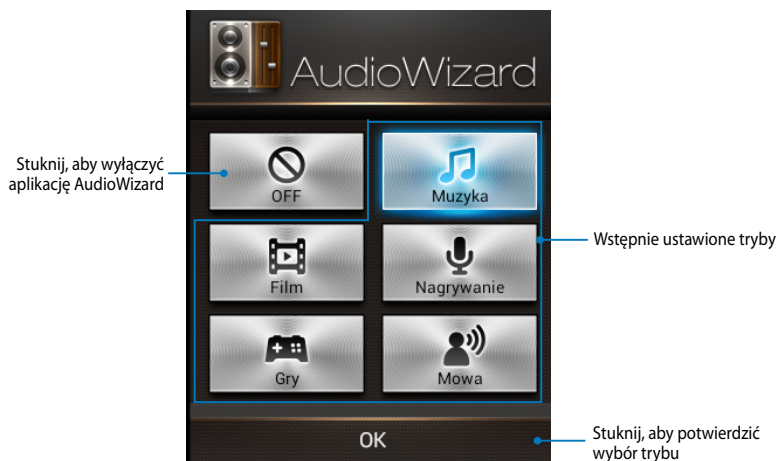 AudioWizard
Stuknij, aby wyłączyć
aplikację AudioWizard
OFF
Muzyka
Wstępnie ustawione tryby
Film
Nagrywanie
Gry
Mowa
OK
Stuknij, aby potwierdzić
wybór trybu